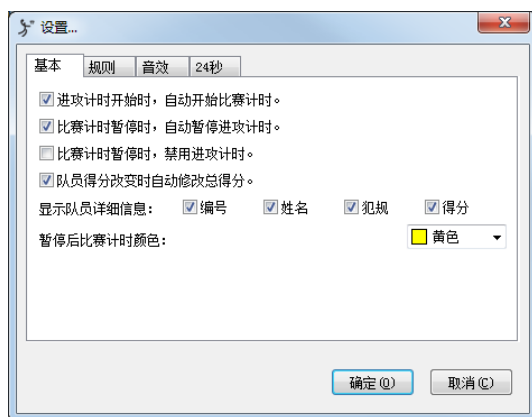 设置...
基本 规则 音效 24秒
进攻计时开始时，自动开始比赛计时。
比赛计时暂停时，自动暂停进攻计时。
比赛计时暂停时，禁用进攻计时。
队员得分改变时自动修改总得分。
显示队员详细信息： 编号 姓名 犯规 得分
暂停后比赛计时颜色： 黄色
确定(O) 取消(C)